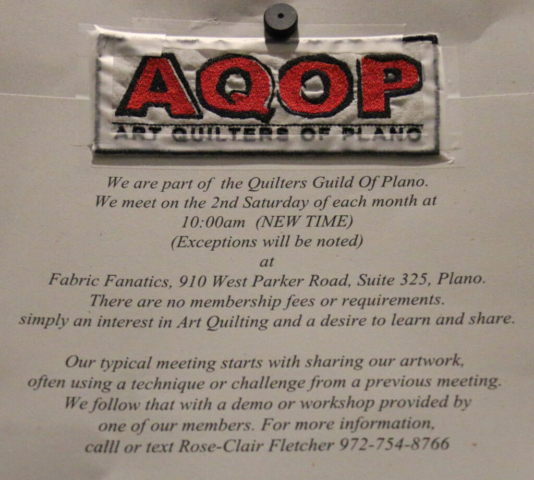 AQOP
ART QUILTERS OF PLANO
We are part of the Quilters Guild Of Plano.
We meet on the 2nd Saturday of each month at
10:00am (NEW TIME)
(Exceptions will be noted)
at
Fabric Fanatics, 910 West Parker Road, Suite 325, Plano.
There are no membership fees or requirements.
simply an interest in Art Quilting and a desire to learn and share.
Our typical meeting starts with sharing our artwork,
often using a technique or challenge from a previous meeting.
We follow that with a demo or workshop provided by
one of our members. For more information,
calll or text Rose-Clair Fletcher 972-754-8766